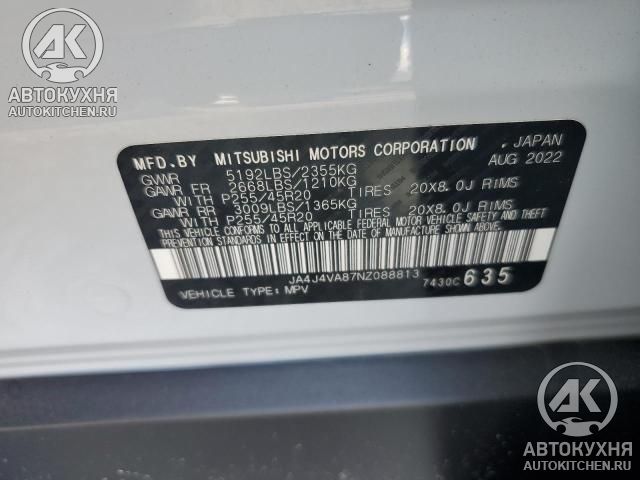 AK
АВТОКУХНЯ
AUTOKITCHEN.RU
MFD.BY MITSUBISHI MOTORS CORPORATION . JAPAN
GVWR 5192LBS/2355KG AUG 2022
GAWR FR 2668LBS/1210KG
WITH P255/45R20 TIRES 20X8.0J RIMS
GAWR RR 3009LBS/1365KG
WITH P255/45R20 TIRES 20X8.0J RIMS
THIS VEHICLE CONFORMS TO ALL APPLICABLE FEDERAL MOTOR VEHICLE SAFETY AND THEFT
PREVENTION STANDARDS IN EFFECT ON THE DATE OF MANUFACTURE SHOWN ABOVE.
JA4J4VA87NZ088813
VEHICLE TYPE:MPV 7430C 635
AK
АВТОКУХНЯ
AUTOKITCHEN.RU